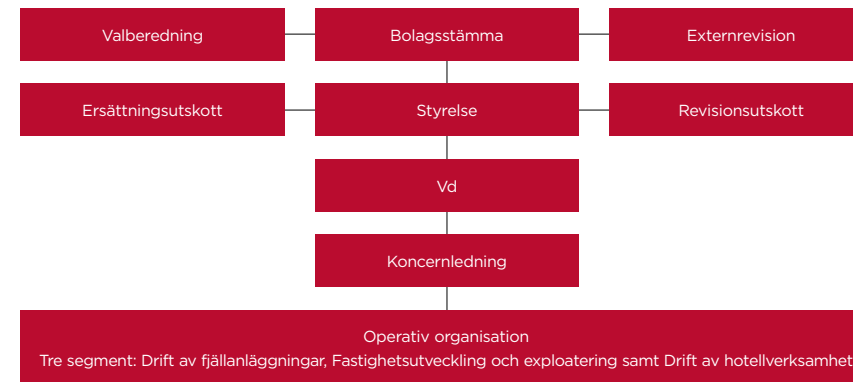 Valberedning
Bolagsstämma
Externrevision
Ersättningsutskott
Styrelse
Revisionsutskott
Vd
Koncernledning
Operativ organisation
Tre segment: Drift av fjällanläggningar, Fastighetsutveckling och exploatering samt Drift av hotellverksamhet